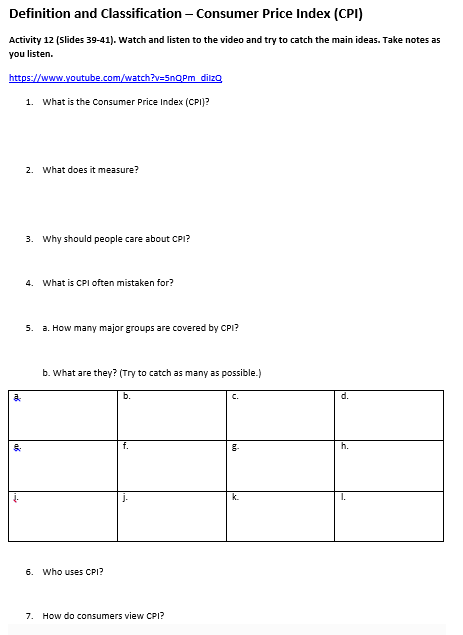 Definition and Classification – Consumer Price Index (CPI)
Activity 12 (Slides 39-41). Watch and listen to the video and try to catch the main ideas. Take notes as
you listen.
https://www.youtube.com/watch?v=5nQPm_dilzQ
1. What is the Consumer Price Index (CPI)?
2. What does it measure?
3. Why should people care about CPI?
4. What is CPI often mistaken for?
5. a. How many major groups are covered by CPI?
b. What are they? (Try to catch as many as possible.)
a. b. c. d.
e. f. g. h.
i. j. k. l.
6. Who uses CPI?
7. How do consumers view CPI?